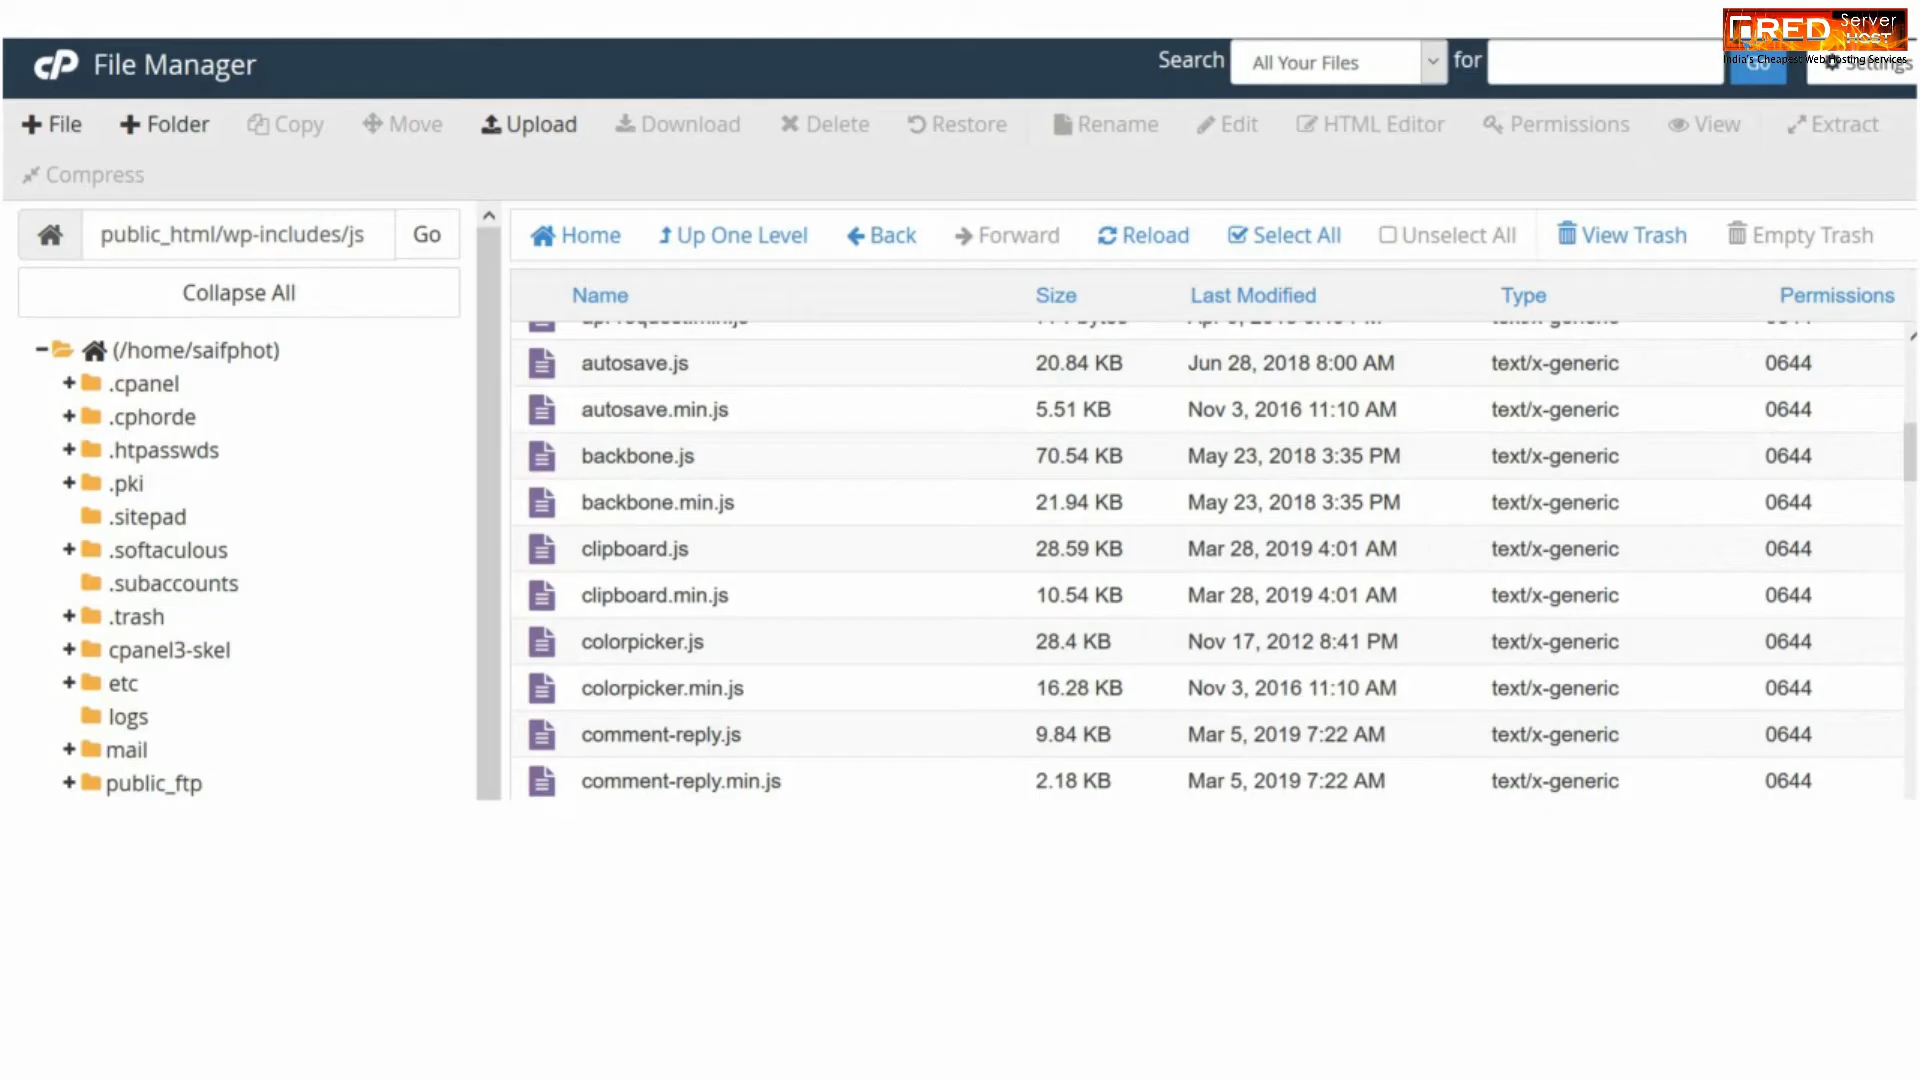 RED Server
HOST
India's Cheapest Web Hosting Services
cP File Manager
Search All Your Files for Go Settings
File Folder Copy Move Upload Download Delete Restore Rename Edit HTML Editor Permissions View Extract
Compress
public_html/wp-includes/js Go
Home Up One Level Back Forward Reload Select All Unselect All View Trash Empty Trash
Collapse All
(/home/saifphot)
.cpanel
.cphorde
.htpasswds
.pki
.sitepad
.softaculous
.subaccounts
.trash
cpanel3-skel
etc
logs
mail
public_ftp
Name Size Last Modified Type Permissions
autosave.js 20.84 KB Jun 28, 2018 8:00 AM text/x-generic 0644
autosave.min.js 5.51 KB Nov 3, 2016 11:10 AM text/x-generic 0644
backbone.js 70.54 KB May 23, 2018 3:35 PM text/x-generic 0644
backbone.min.js 21.94 KB May 23, 2018 3:35 PM text/x-generic 0644
clipboard.js 28.59 KB Mar 28, 2019 4:01 AM text/x-generic 0644
clipboard.min.js 10.54 KB Mar 28, 2019 4:01 AM text/x-generic 0644
colorpicker.js 28.4 KB Nov 17, 2012 8:41 PM text/x-generic 0644
colorpicker.min.js 16.28 KB Nov 3, 2016 11:10 AM text/x-generic 0644
comment-reply.js 9.84 KB Mar 5, 2019 7:22 AM text/x-generic 0644
comment-reply.min.js 2.18 KB Mar 5, 2019 7:22 AM text/x-generic 0644